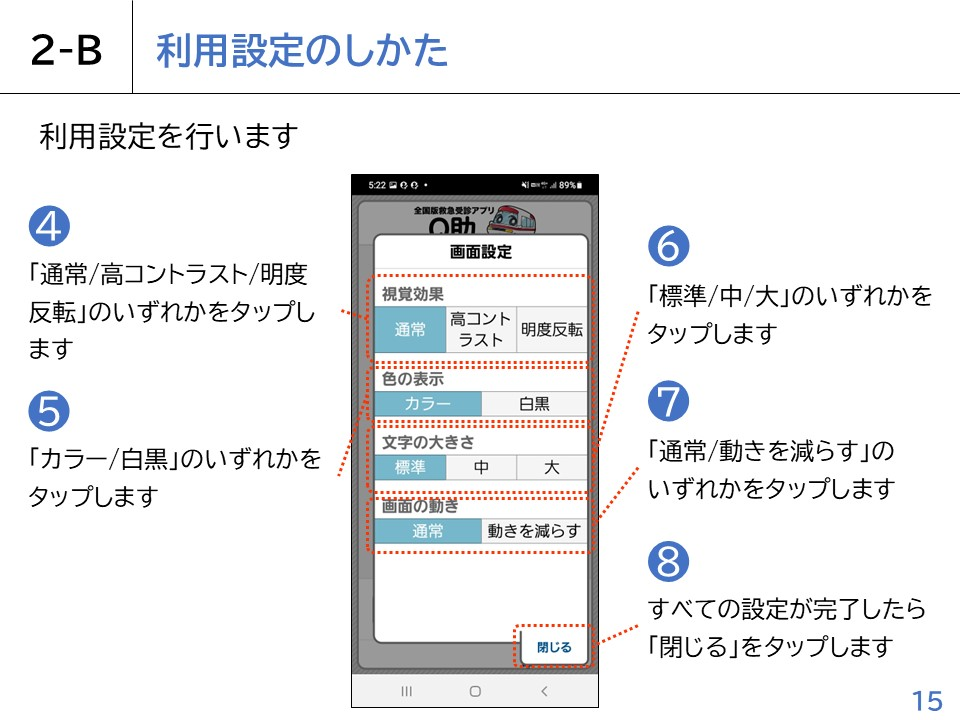 2-B
利用設定のしかた
利用設定を行います
❹
「通常/高コントラスト/明度
反転」のいずれかをタップし
ます
❺
「カラー/白黒」のいずれかを
タップします
5:22
89%
全国版救急受診アプリ
Q助
画面設定
視覚効果
通常
高コント
ラスト
明度反転
色の表示
カラー
白黒
文字の大きさ
標準
中
大
画面の動き
通常
動きを減らす
閉じる
❻
「標準/中/大」のいずれかを
タップします
❼
「通常/動きを減らす」の
いずれかをタップします
❽
すべての設定が完了したら
「閉じる」をタップします
15